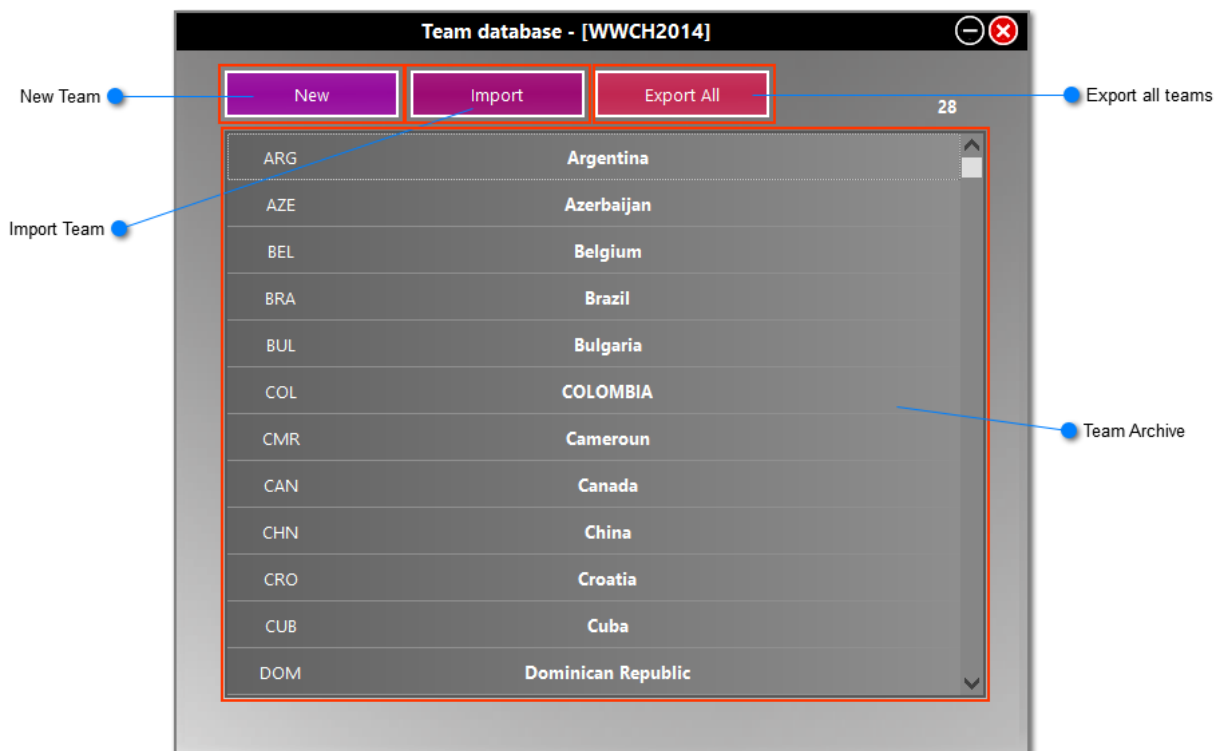 Team database - [WWCH2014]
New Team
New
Import
Export All
Export all teams
28
ARG Argentina
Import Team
AZE Azerbaijan
BEL Belgium
BRA Brazil
BUL Bulgaria
COL COLOMBIA
Team Archive
CMR Cameroun
CAN Canada
CHN China
CRO Croatia
CUB Cuba
DOM Dominican Republic